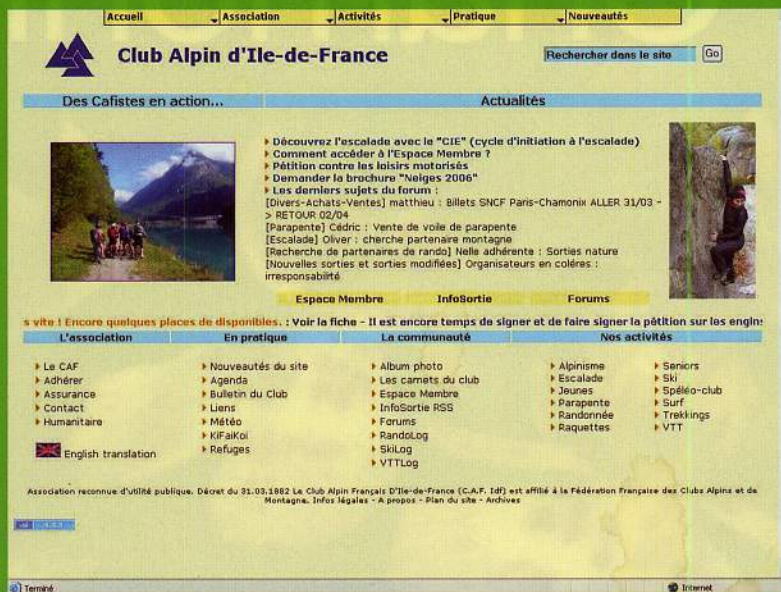 Accueil Association Activités Pratique Nouveautés
Club Alpin d'Ile-de-France
Rechercher dans le site Go
Des Cafistes en action... Actualités
Découvrez l'escalade avec le "CIE" (cycle d'initiation à l'escalade)
Comment accéder à l'Espace Membre ?
Pétition contre les loisirs motorisés
Demander la brochure "Neiges 2006"
Les derniers sujets du forum :
[Divers-Achats-Ventes] matthieu : Billets SNCF Paris-Chamonix ALLER 31/03 -
> RETOUR 02/04
[Parapente] Cédric : Vente de voile de parapente
[Escalade] Oliver : cherche partenaire montagne
[Recherche de partenaires de rando] Nelle adhérente : Sorties nature
[Nouvelles sorties et sorties modifiées] Organisateurs en coléres :
irresponsabilité
Espace Membre InfoSortie Forums
s vite ! Encore quelques places de disponibles. : Voir la fiche - Il est encore temps de signer et de faire signer la pétition sur les engins
L'association En pratique La communauté Nos activités
Le CAF
Adhérer
Assurance
Contact
Humanitaire
English translation
Nouveautés du site
Agenda
Bulletin du Club
Liens
Météo
KiFaiKoi
Refuges
Album photo
Les carnets du club
Espace Membre
InfoSortie RSS
Forums
RandoLog
SkiLog
VTTLog
Alpinisme
Escalade
Jeunes
Parapente
Randonnée
Raquettes
Seniors
Ski
Spéléo-club
Surf
Trekkings
VTT
Association reconnue d'utilité publique. Décret du 31.03.1882 Le Club Alpin Français D'Ile-de-France (C.A.F. Idf) est affilié à la Fédération Française des Clubs Alpins et de
Montagne. Infos légales - A propos - Plan du site - Archives
Terminé Internet